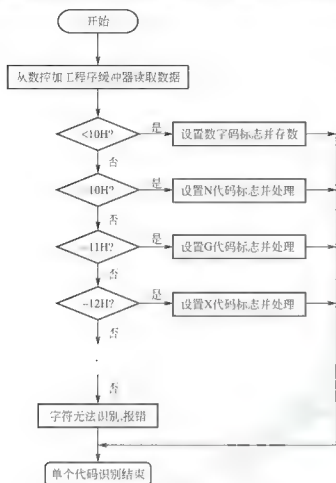 开始
从数控加工程序缓冲器读取数据
<10H?
是
设置数字码标志并存数
否
=10H?
是
设置N代码标志并处理
否
=11H?
是
设置G代码标志并处理
否
=12H?
是
设置X代码标志并处理
否
否
字符无法识别,报错
单个代码识别结束